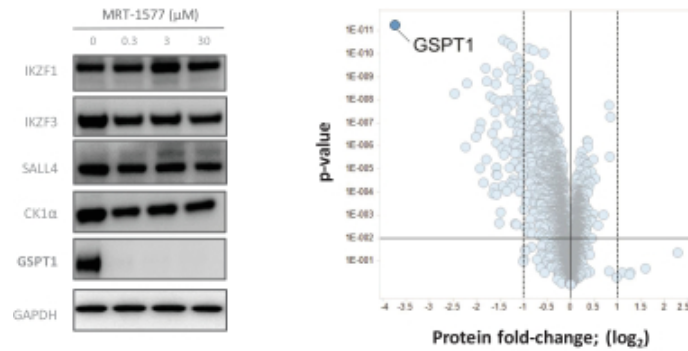 MRT-1577 (μM)
0 0.3 3 30
IKZF1
IKZF3
SALL4
CK1α
GSPT1
GAPDH
p-value
1E-011
1E-010
1E-009
1E-008
1E-007
1E-006
1E-005
1E-004
1E-003
1E-002
1E-001
GSPT1
-4 -3.5 -3 -2.5 -2 -1.5 -1 -0.5 0 0.5 1 1.5 2 2.5
Protein fold-change; (log₂)